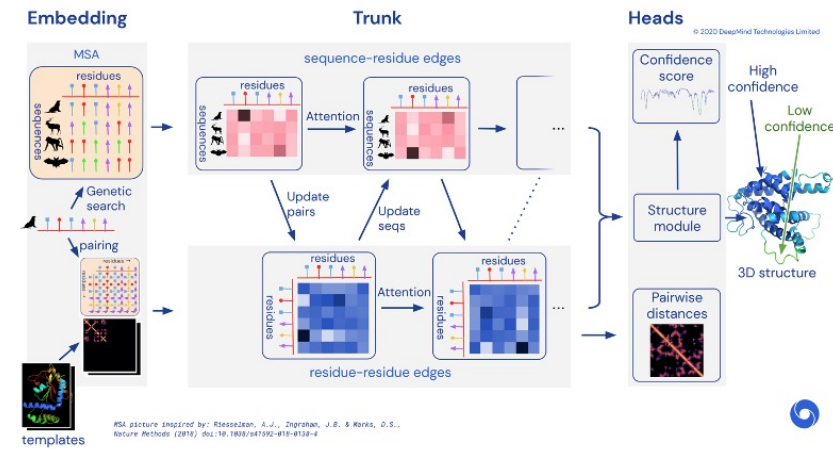 Embedding
Trunk
Heads
© 2020 DeepMind Technologies Limited
MSA
residues
sequences
Genetic
search
pairing
residues →
residues →
templates
sequence-residue edges
residues
sequences
Attention
residues
sequences
...
Update
pairs
Update
seqs
residues
residues
Attention
residues
residues
...
residue-residue edges
Confidence
score
High
confidence
Low
confidence
Structure
module
3D structure
Pairwise
distances
MSA picture inspired by: Riesselman, A.J., Ingraham, J.B. & Marks, D.S.,
Nature Methods (2018) doi:10.1038/s41592-018-0138-4